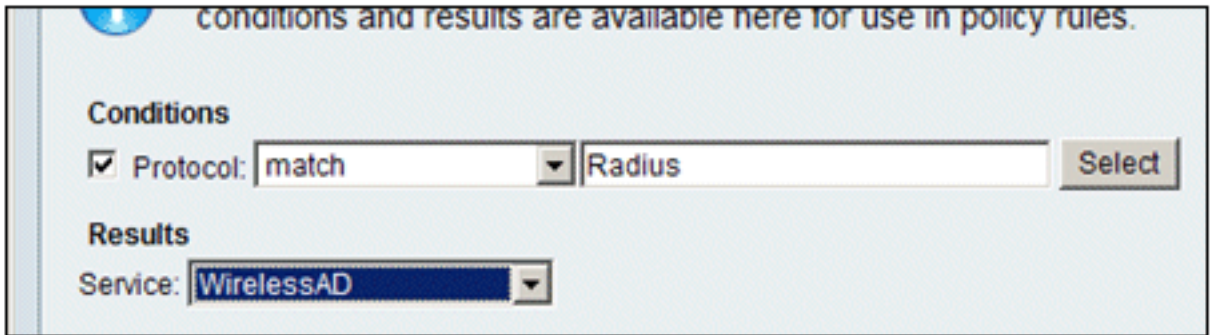 conditions and results are available here for use in policy rules.
Conditions
Protocol: match Radius Select
Results
Service: WirelessAD